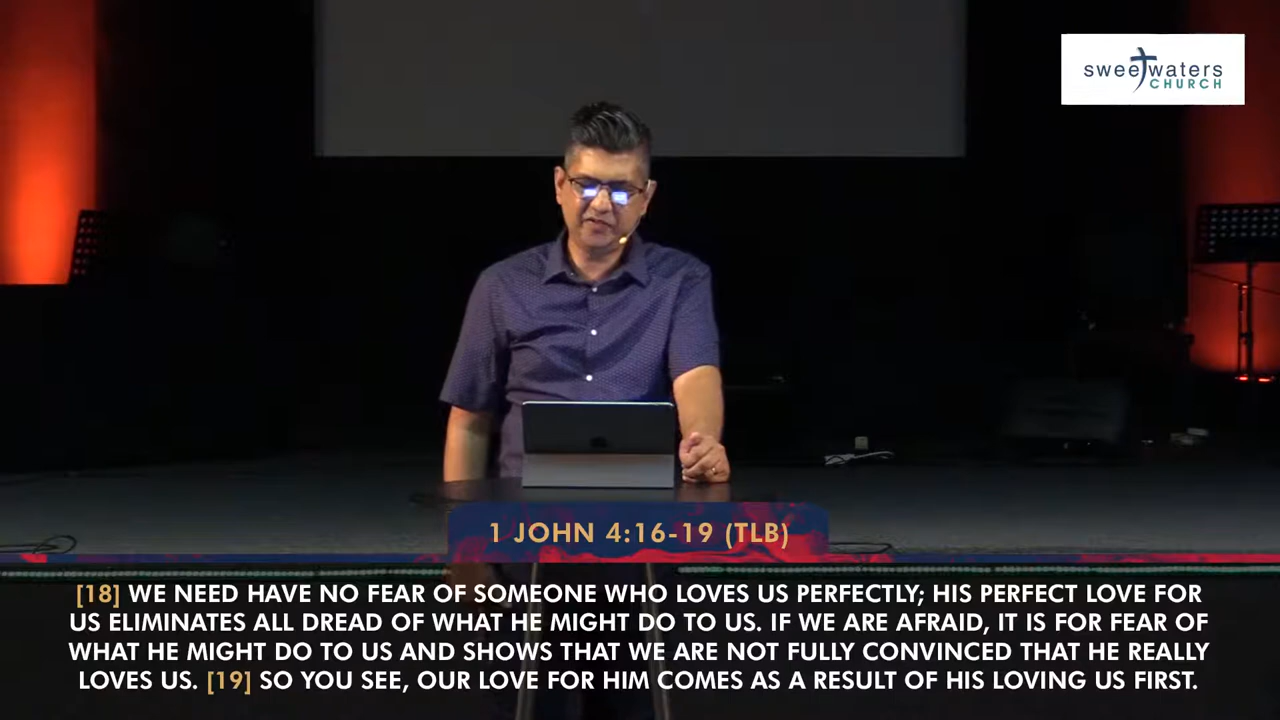 sweetwaters
CHURCH
1 JOHN 4:16-19 (TLB)
[18] WE NEED HAVE NO FEAR OF SOMEONE WHO LOVES US PERFECTLY; HIS PERFECT LOVE FOR
US ELIMINATES ALL DREAD OF WHAT HE MIGHT DO TO US. IF WE ARE AFRAID, IT IS FOR FEAR OF
WHAT HE MIGHT DO TO US AND SHOWS THAT WE ARE NOT FULLY CONVINCED THAT HE REALLY
LOVES US. [19] SO YOU SEE, OUR LOVE FOR HIM COMES AS A RESULT OF HIS LOVING US FIRST.